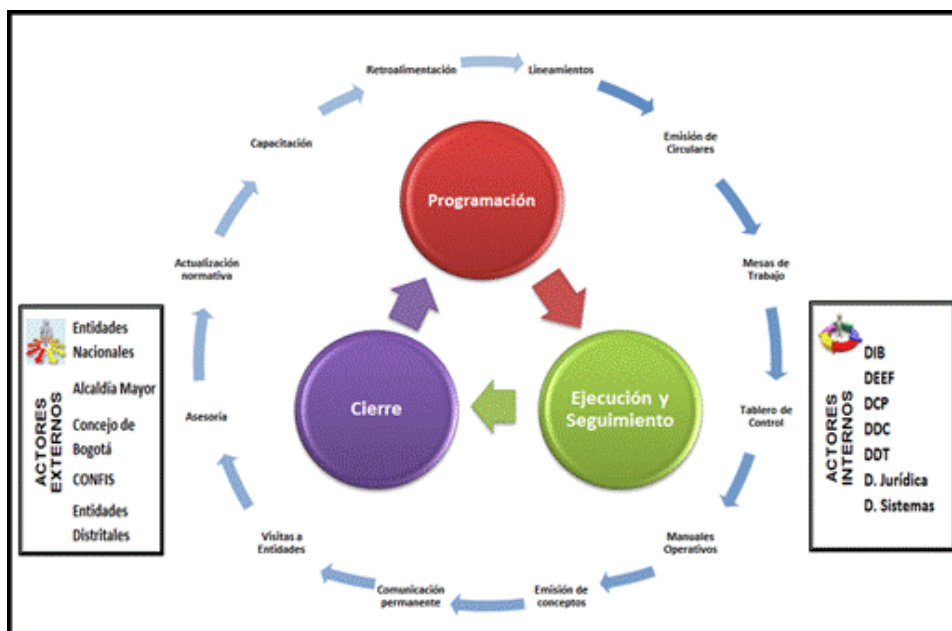 Retroalimentación
Lineamientos
Emisión de
Circulares
Mesas de
Trabajo
Tablero de
Control
Manuales
Operativos
Emisión de
conceptos
Comunicación
permanente
Visitas a
Entidades
Asesoría
Actualización
normativa
Capacitación
Programación
Ejecución y
Seguimiento
Cierre
ACTORES
EXTERNOS
Entidades
Nacionales
Alcaldía Mayor
Concejo de
Bogotá
CONFIS
Entidades
Distritales
ACTORES
INTERNOS
DIB
DEEF
DCP
DDC
DDT
D. Jurídica
D. Sistemas